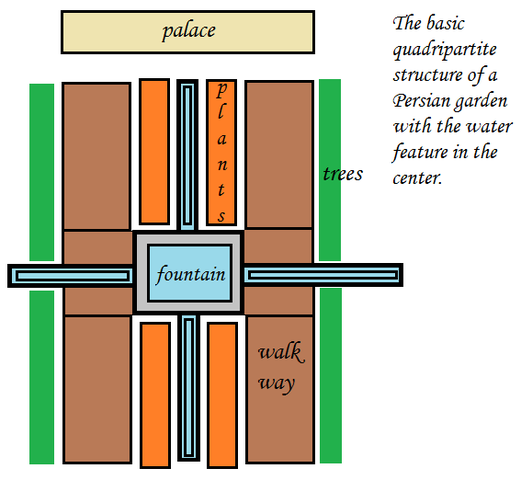 palace
The basic
quadripartite
structure of a
Persian garden
with the water
feature in the
center.
plants
trees
fountain
walk
way